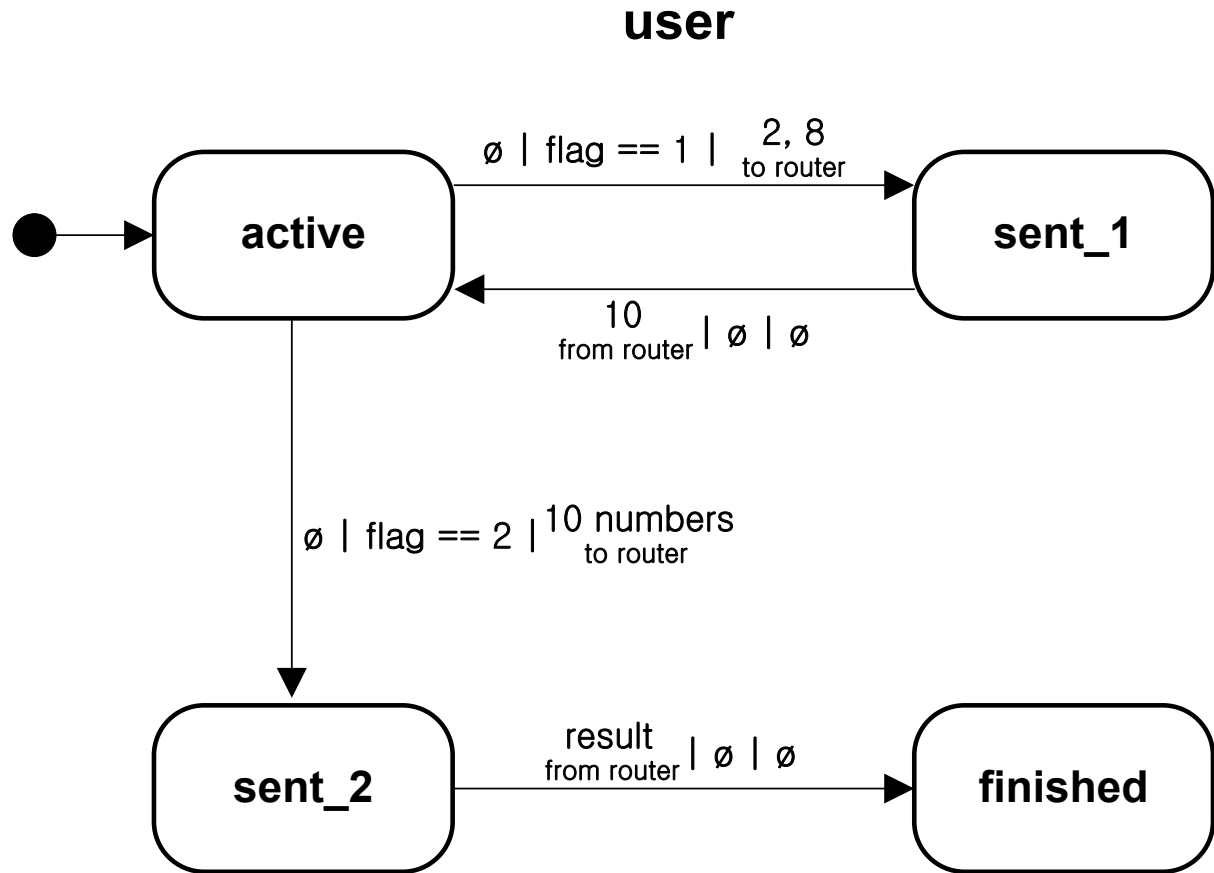 user
ø | flag == 1 | 2, 8
to router
active
sent_1
10
from router | ø | ø
ø | flag == 2 | 10 numbers
to router
result
from router | ø | ø
sent_2
finished